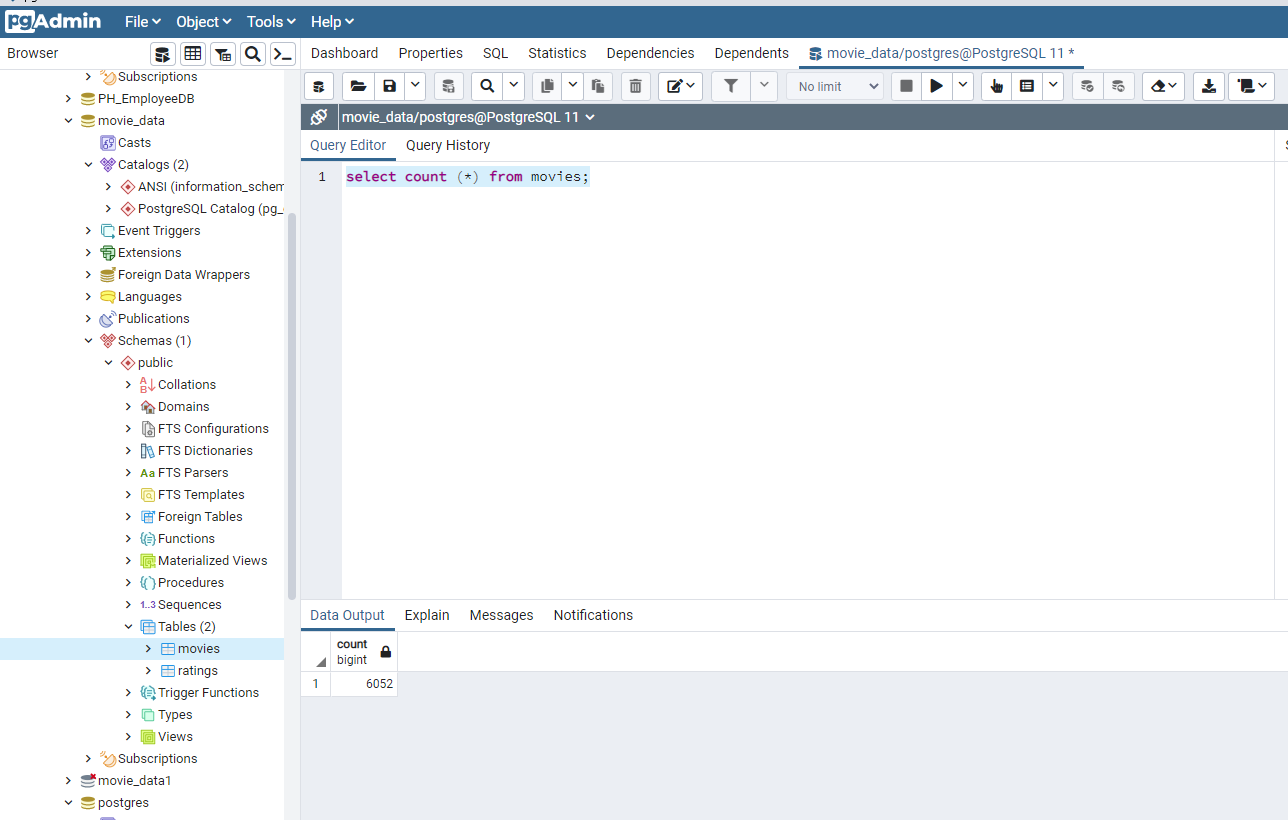 pgAdmin File Object Tools Help
Browser
Dashboard Properties SQL Statistics Dependencies Dependents movie_data/postgres@PostgreSQL 11 *
No limit
movie_data/postgres@PostgreSQL 11
Query Editor Query History
1 select count (*) from movies;
Subscriptions
PH_EmployeeDB
movie_data
Casts
Catalogs (2)
ANSI (information_schem
PostgreSQL Catalog (pg_
Event Triggers
Extensions
Foreign Data Wrappers
Languages
Publications
Schemas (1)
public
Collations
Domains
FTS Configurations
FTS Dictionaries
Aa FTS Parsers
FTS Templates
Foreign Tables
Functions
Materialized Views
Procedures
1..3 Sequences
Tables (2)
movies
ratings
Trigger Functions
Types
Views
Subscriptions
movie_data1
postgres
Data Output Explain Messages Notifications
count
bigint
1 6052